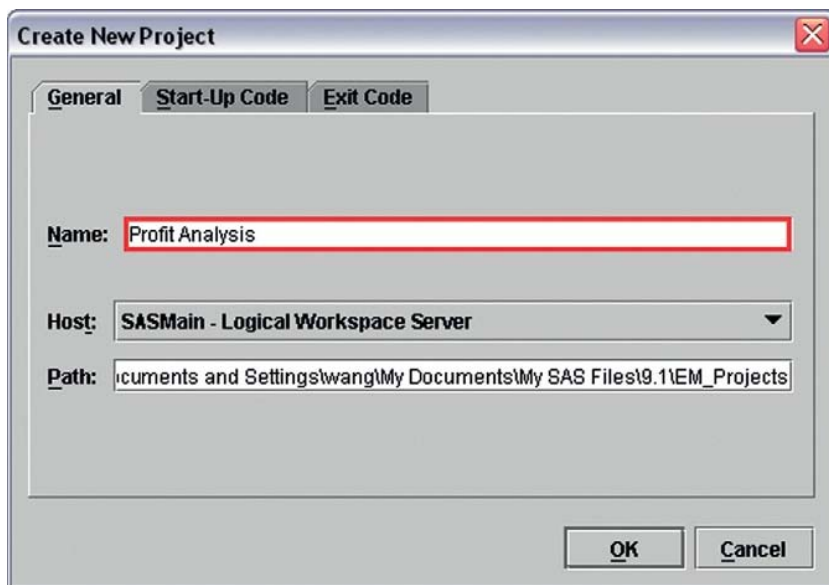 Create New Project
General Start-Up Code Exit Code
Name: Profit Analysis
Host: SASMain - Logical Workspace Server
Path: cuments and Settings\wang\My Documents\My SAS Files\9.1\EM_Projects
OK Cancel